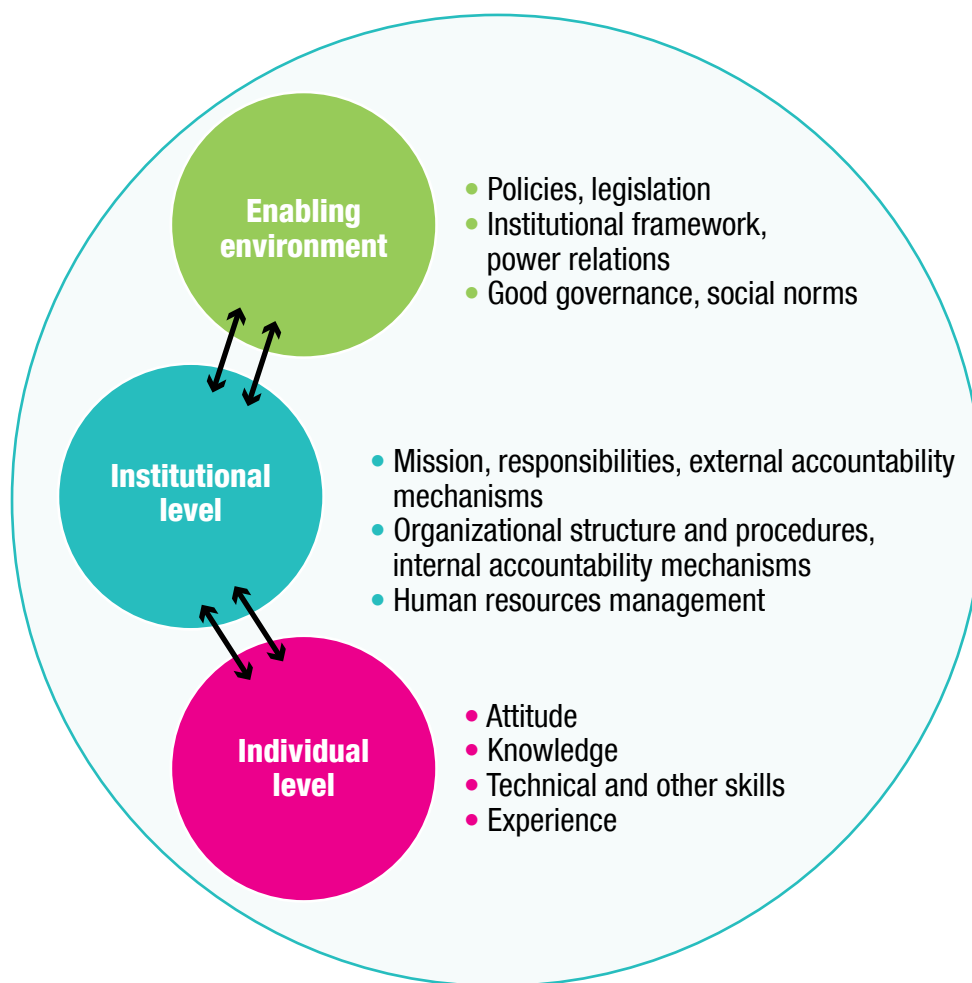 Enabling
environment
• Policies, legislation
• Institutional framework,
power relations
• Good governance, social norms
Institutional
level
• Mission, responsibilities, external accountability
mechanisms
• Organizational structure and procedures,
internal accountability mechanisms
• Human resources management
Individual
level
• Attitude
• Knowledge
• Technical and other skills
• Experience